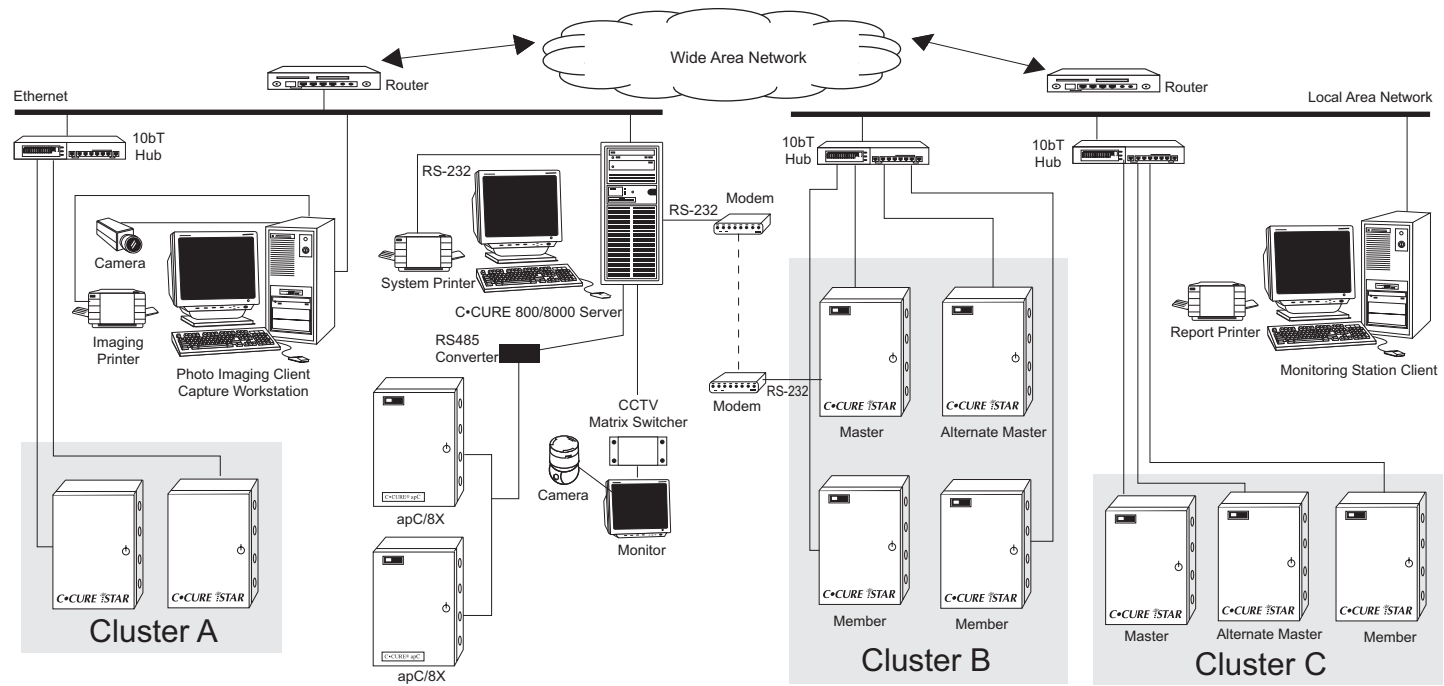 Wide Area Network
Router
Router
Ethernet
Local Area Network
10bT
Hub
10bT
Hub
10bT
Hub
RS-232
RS-232
Modem
Camera
System Printer
C•CURE 800/8000 Server
Imaging
Printer
Photo Imaging Client
Capture Workstation
RS485
Converter
Modem
RS-232
Report Printer
Monitoring Station Client
CCTV
Matrix Switcher
C•CURE iSTAR
Master
C•CURE iSTAR
Alternate Master
C•CURE® apC
apC/8X
Camera
Monitor
C•CURE iSTAR
C•CURE iSTAR
Cluster A
C•CURE® apC
apC/8X
C•CURE iSTAR
Member
C•CURE iSTAR
Member
Cluster B
C•CURE iSTAR
Master
C•CURE iSTAR
Alternate Master
C•CURE iSTAR
Member
Cluster C